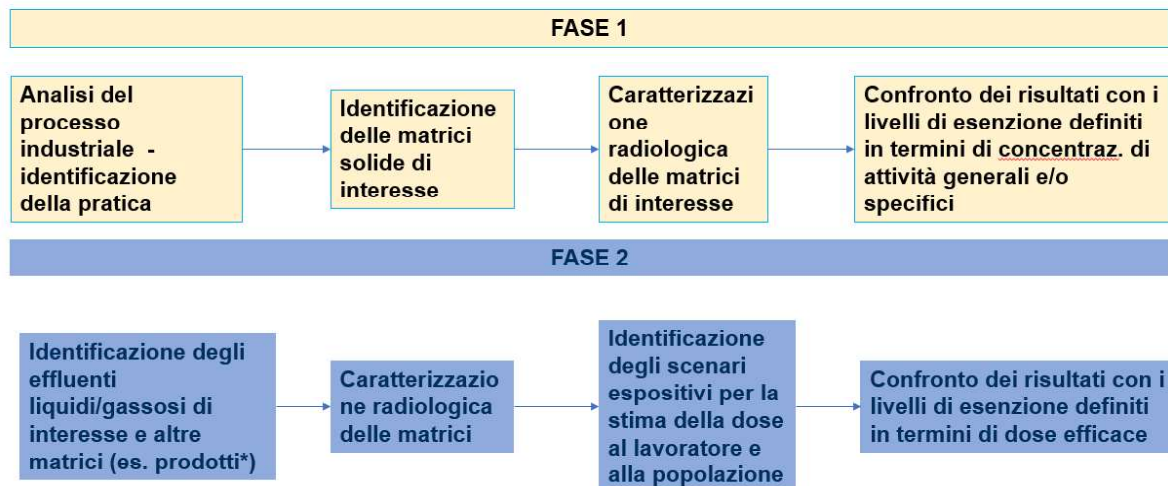 FASE 1
Analisi del
processo
industriale -
identificazione
della pratica
Identificazione
delle matrici
solide di
interesse
Caratterizzazi
one
radiologica
delle matrici
di interesse
Confronto dei risultati con i
livelli di esenzione definiti
in termini di concentraz. di
attività generali e/o
specifici
FASE 2
Identificazione degli
effluenti
liquidi/gassosi di
interesse e altre
matrici (es. prodotti*)
Caratterizzazio
ne radiologica
delle matrici
Identificazione
degli scenari
espositivi per la
stima della dose
al lavoratore e
alla popolazione
Confronto dei risultati con i
livelli di esenzione definiti
in termini di dose efficace